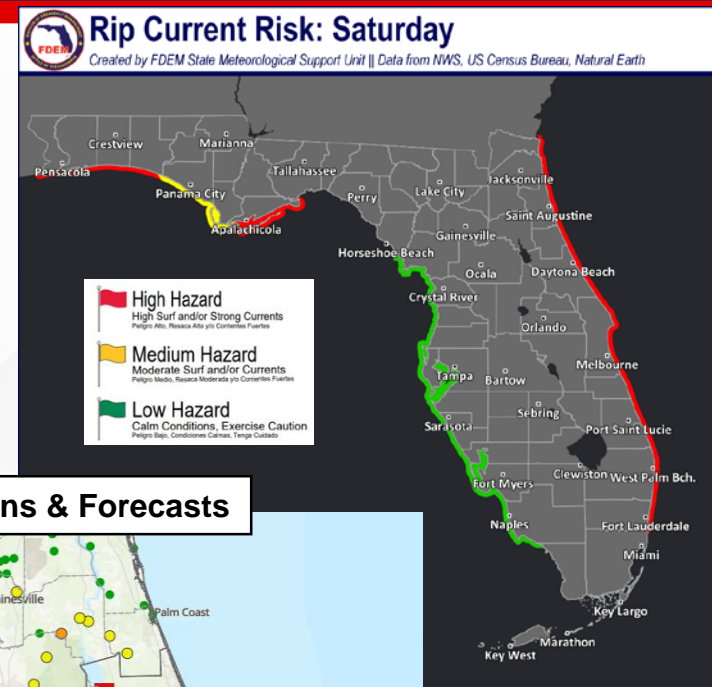 FDEM
Rip Current Risk: Saturday
Created by FDEM State Meteorological Support Unit || Data from NWS, US Census Bureau, Natural Earth
Crestview
Marianna
Pensacola
Tallahassee
Jacksonville
Panama City
Perry
Lake City
Saint Augustine
Apalachicola
Gainesville
Horseshoe Beach
Ocala
Daytona Beach
Crystal River
Orlando
Melbourne
Tampa
Bartow
Sebring
Sarasota
Port Saint Lucie
Clewiston
West Palm Bch.
Fort Myers
Naples
Fort Lauderdale
Miami
Key Largo
Marathon
Key West
High Hazard
High Surf and/or Strong Currents
Peligro Alto, Resaca Alta y/o Corrientes Fuertes
Medium Hazard
Moderate Surf and/or Currents
Peligro Medio, Resaca Moderada y/o Corrientes Fuertes
Low Hazard
Calm Conditions, Exercise Caution
Peligro Bajo, Condiciones Calmas, Tenga Cuidado
ns & Forecasts
inesville
Palm Coast